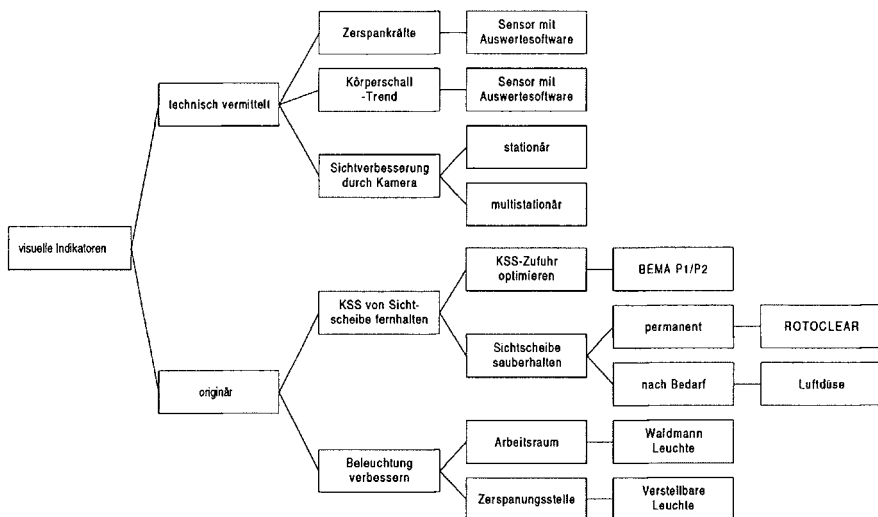 Zerspankräfte
Sensor mit
Auswertesoftware
Körperschall
-Trend
Sensor mit
Auswertesoftware
technisch vermittelt
Sichtverbesserung
durch Kamera
stationär
multistationär
visuelle Indikatoren
KSS von Sicht-
scheibe fernhalten
KSS-Zufuhr
optimieren
BEMA P1/P2
Sichtscheibe
sauberhalten
permanent
ROTOCLEAR
nach Bedarf
Luftdüse
originär
Beleuchtung
verbessern
Arbeitsraum
Waldmann
Leuchte
Zerspanungsstelle
Verstellbare
Leuchte